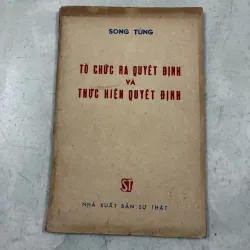 SONG TÙNG
TỔ CHỨC RA QUYẾT ĐỊNH
VÀ
THỰC HIỆN QUYẾT ĐỊNH
ST
NHÀ XUẤT BẢN SỰ THẬT